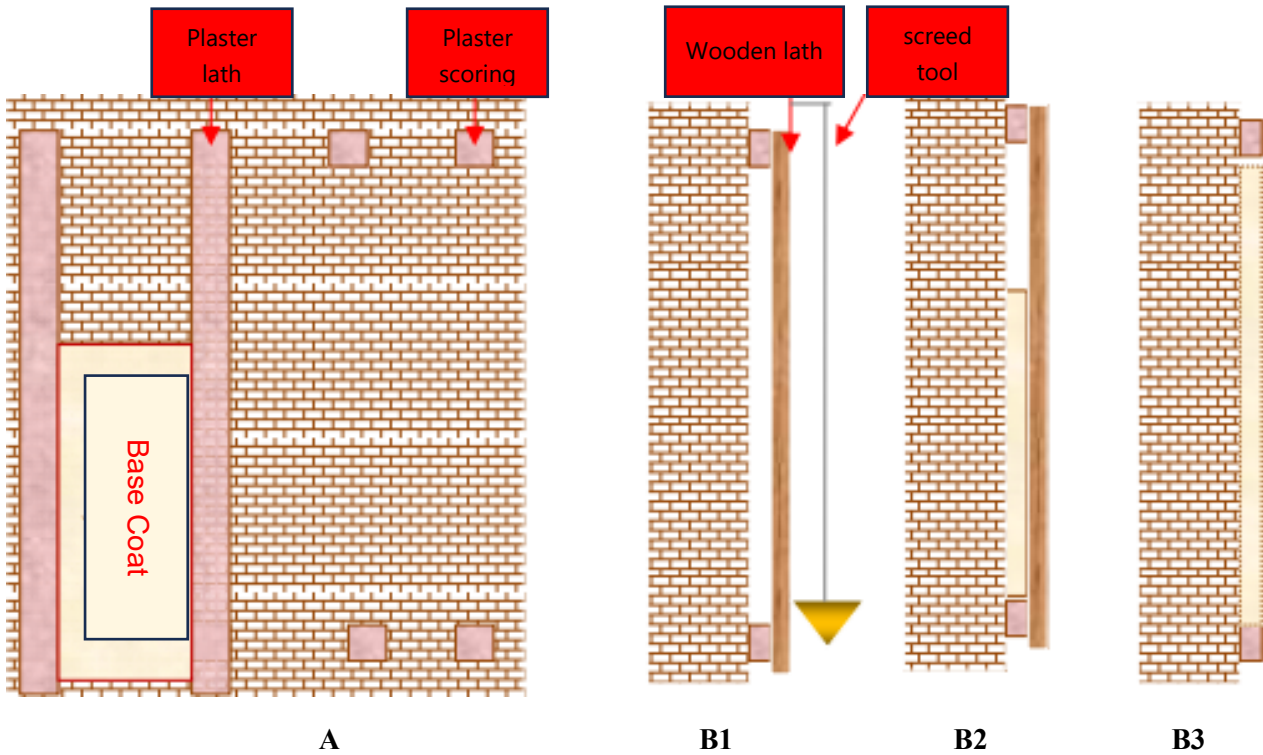 Plaster
lath
Plaster
scoring
Wooden lath
screed
tool
Base Coat
A
B1
B2
B3